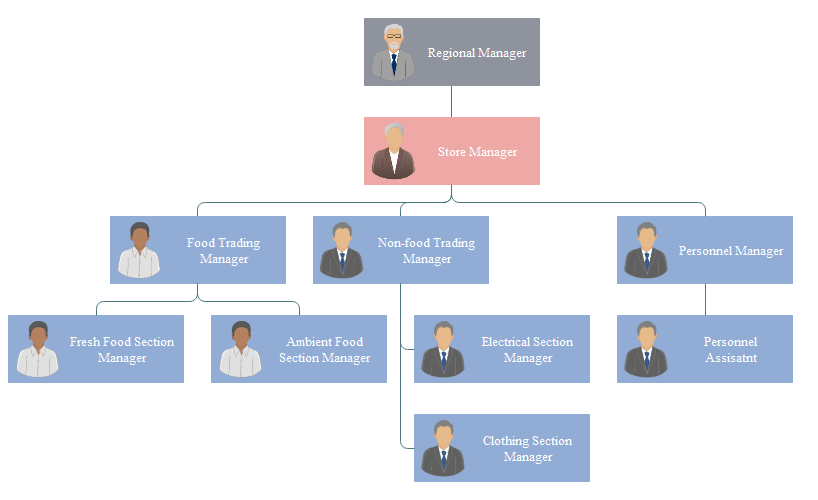 Regional Manager
Store Manager
Food Trading
Manager
Non-food Trading
Manager
Personnel Manager
Fresh Food Section
Manager
Ambient Food
Section Manager
Electrical Section
Manager
Personnel
Assisatnt
Clothing Section
Manager